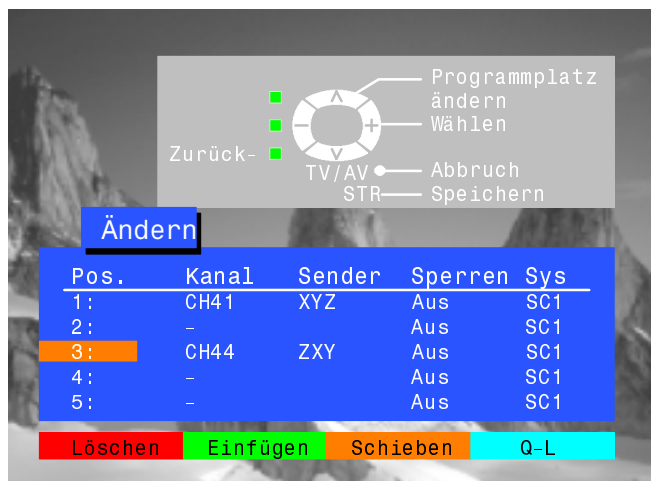 Programmplatz
ändern
Wählen
Zurück-
TV/AV Abbruch
STR Speichern
Ändern
Pos. Kanal Sender Sperren Sys
1: CH41 XYZ Aus SC1
2: - Aus SC1
3: CH44 ZXY Aus SC1
4: - Aus SC1
5: - Aus SC1
Löschen Einfügen Schieben Q-L